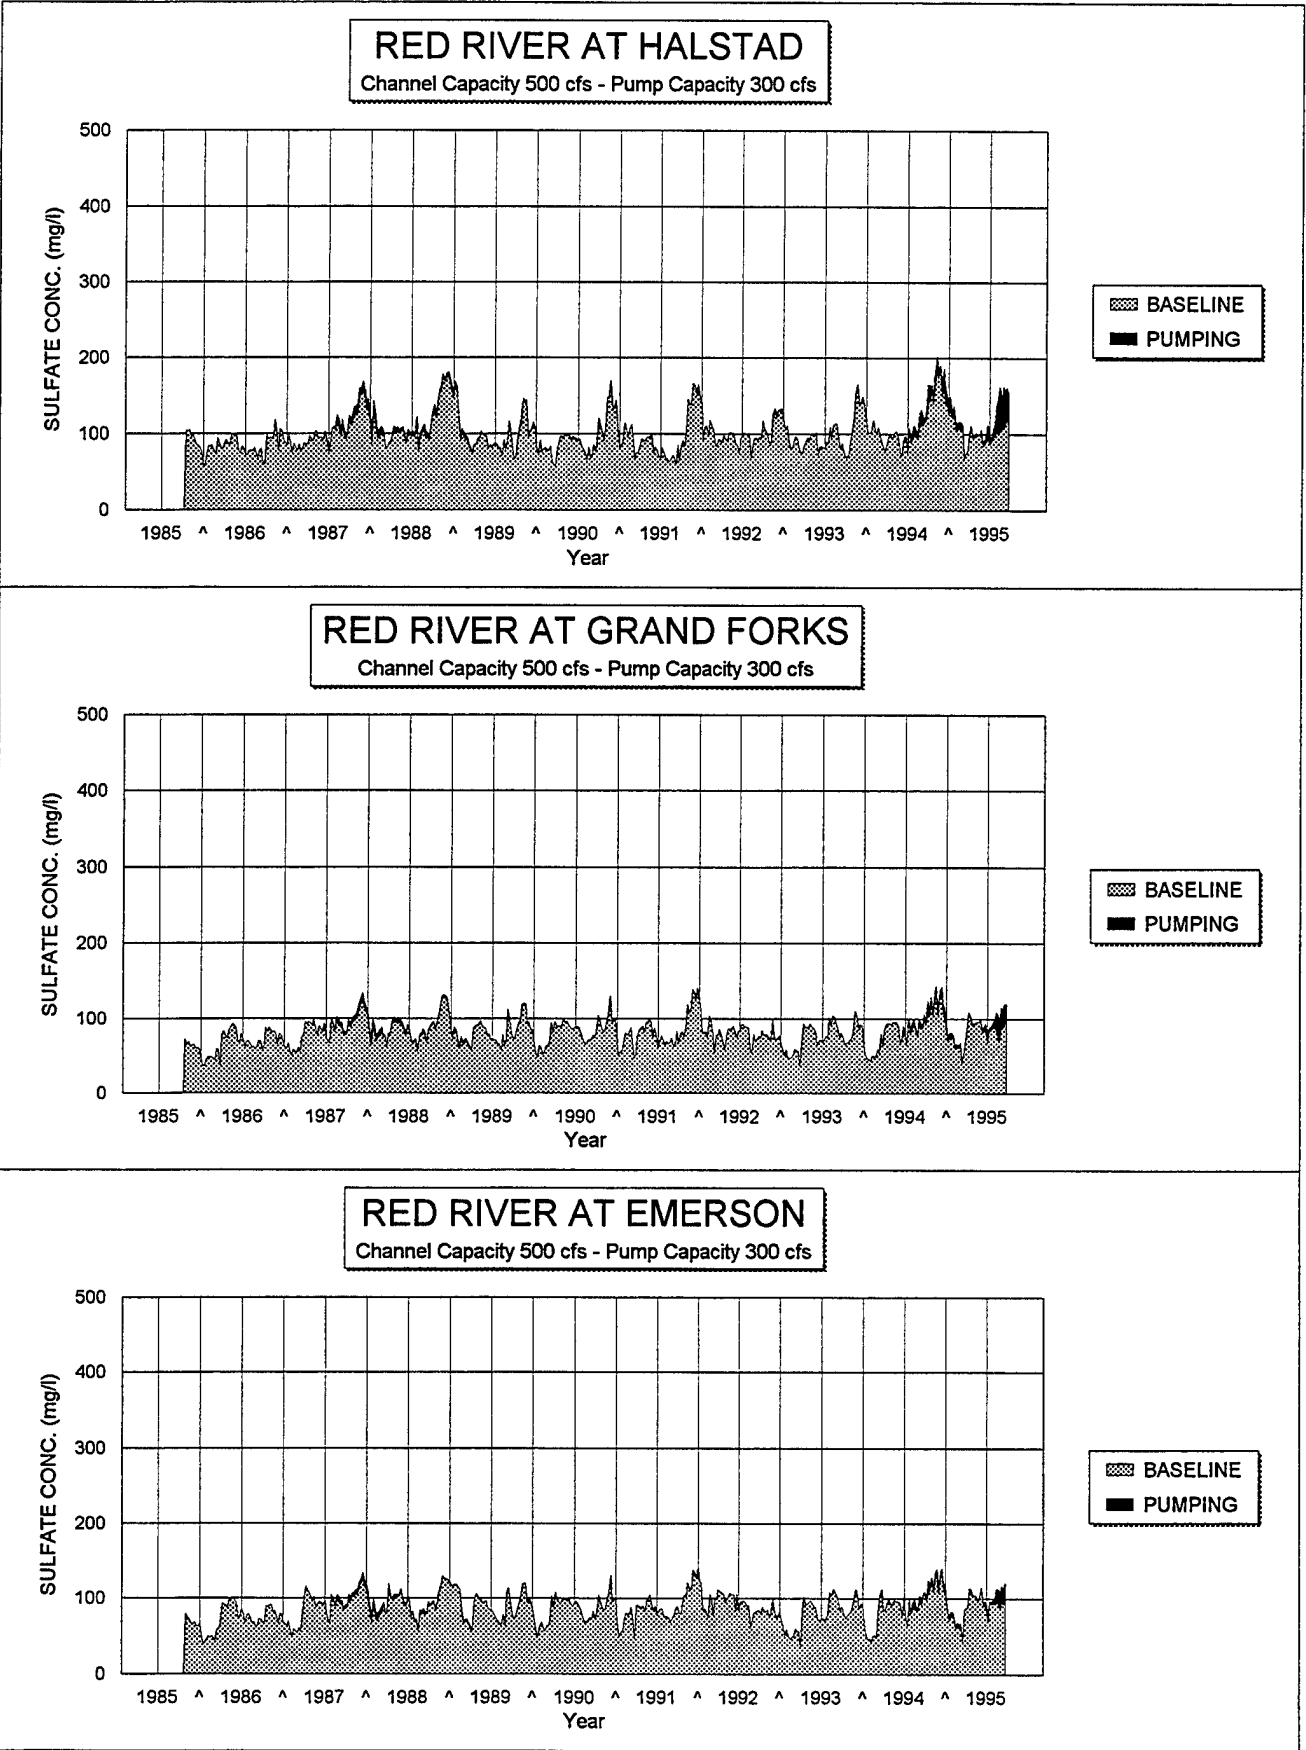 RED RIVER AT HALSTAD
Channel Capacity 500 cfs - Pump Capacity 300 cfs
500
400
300
200
100
0
SULFATE CONC. (mg/l)
1985 ^ 1986 ^ 1987 ^ 1988 ^ 1989 ^ 1990 ^ 1991 ^ 1992 ^ 1993 ^ 1994 ^ 1995
Year
BASELINE
PUMPING
RED RIVER AT GRAND FORKS
Channel Capacity 500 cfs - Pump Capacity 300 cfs
500
400
300
200
100
0
SULFATE CONC. (mg/l)
1985 ^ 1986 ^ 1987 ^ 1988 ^ 1989 ^ 1990 ^ 1991 ^ 1992 ^ 1993 ^ 1994 ^ 1995
Year
BASELINE
PUMPING
RED RIVER AT EMERSON
Channel Capacity 500 cfs - Pump Capacity 300 cfs
500
400
300
200
100
0
SULFATE CONC. (mg/l)
1985 ^ 1986 ^ 1987 ^ 1988 ^ 1989 ^ 1990 ^ 1991 ^ 1992 ^ 1993 ^ 1994 ^ 1995
Year
BASELINE
PUMPING